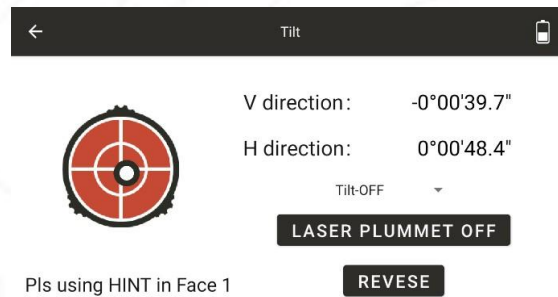 Tilt
V direction: -0°00'39.7"
H direction: 0°00'48.4"
Tilt-OFF
LASER PLUMMET OFF
Pls using HINT in Face 1
REVESE